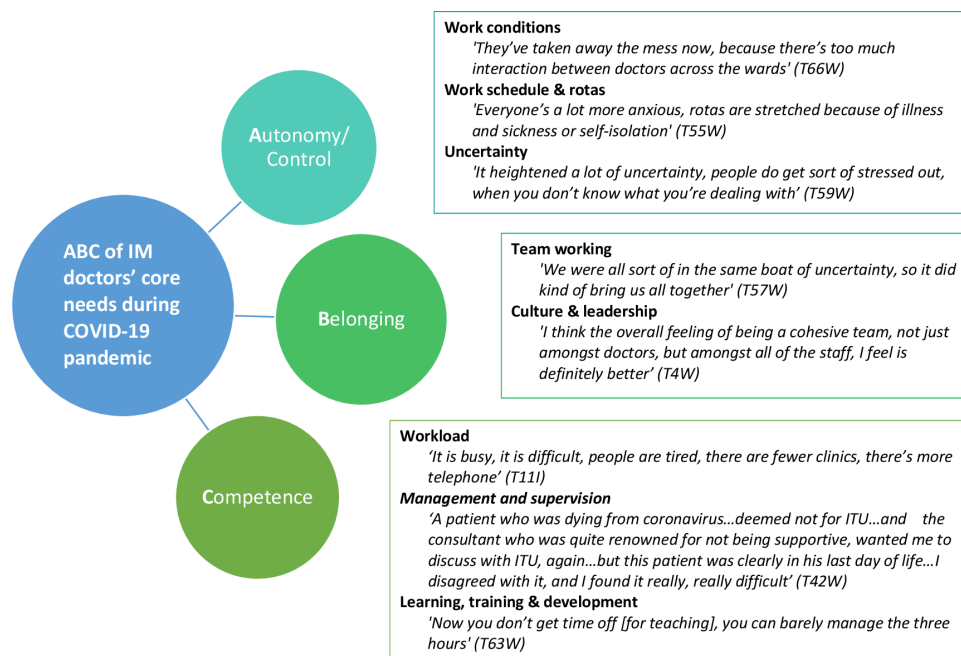 ABC of IM
doctors’ core
needs during
COVID-19
pandemic
Autonomy/
Control
Work conditions
'They’ve taken away the mess now, because there’s too much
interaction between doctors across the wards' (T66W)
Work schedule & rotas
'Everyone’s a lot more anxious, rotas are stretched because of illness
and sickness or self-isolation' (T55W)
Uncertainty
'It heightened a lot of uncertainty, people do get sort of stressed out,
when you don’t know what you’re dealing with’ (T59W)
Belonging
Team working
'We were all sort of in the same boat of uncertainty, so it did
kind of bring us all together' (T57W)
Culture & leadership
'I think the overall feeling of being a cohesive team, not just
amongst doctors, but amongst all of the staff, I feel is
definitely better’ (T4W)
Competence
Workload
‘It is busy, it is difficult, people are tired, there are fewer clinics, there’s more
telephone’ (T11I)
Management and supervision
‘A patient who was dying from coronavirus…deemed not for ITU…and the
consultant who was quite renowned for not being supportive, wanted me to
discuss with ITU, again…but this patient was clearly in his last day of life…I
disagreed with it, and I found it really, really difficult’ (T42W)
Learning, training & development
'Now you don’t get time off [for teaching], you can barely manage the three
hours' (T63W)